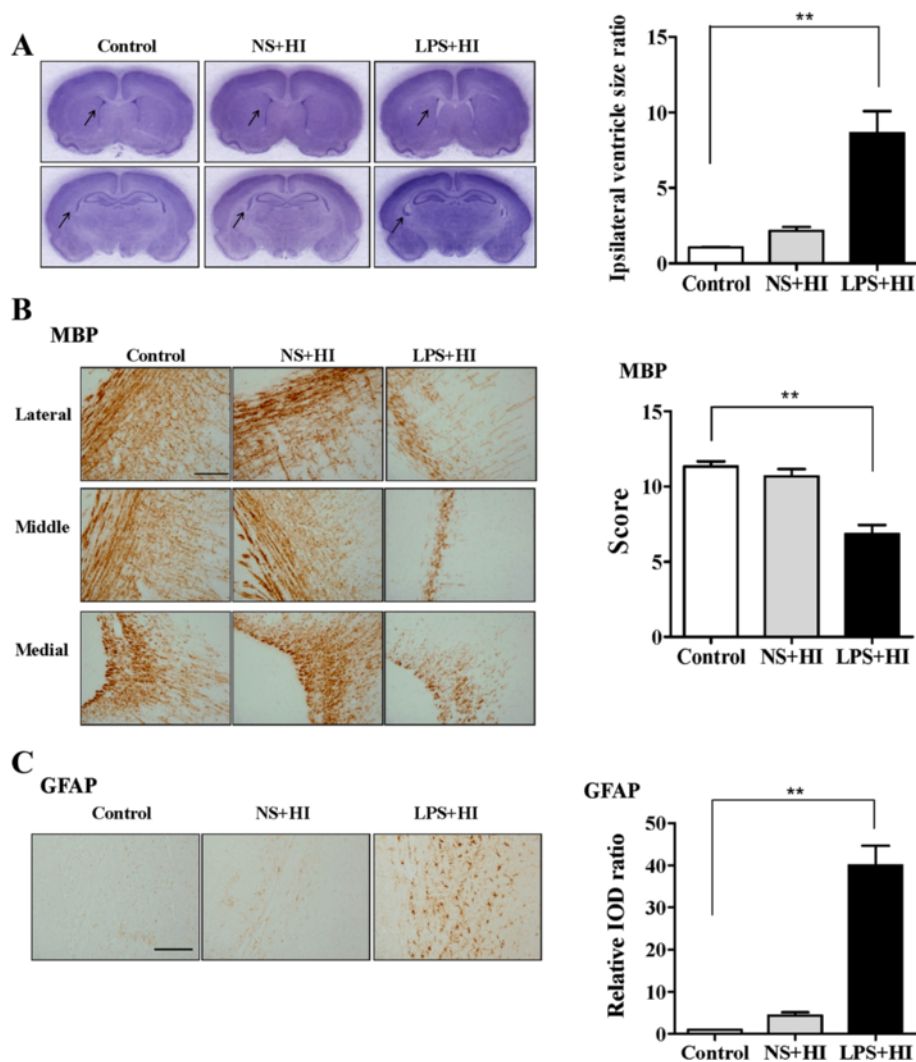 A
Control
NS+HI
LPS+HI
**
Ipsilateral ventricle size ratio
15
10
5
0
Control
NS+HI
LPS+HI
B
MBP
Control
NS+HI
LPS+HI
Lateral
Middle
Medial
MBP
**
Score
15
10
5
0
Control
NS+HI
LPS+HI
C
GFAP
Control
NS+HI
LPS+HI
GFAP
**
Relative IOD ratio
50
40
30
20
10
0
Control
NS+HI
LPS+HI